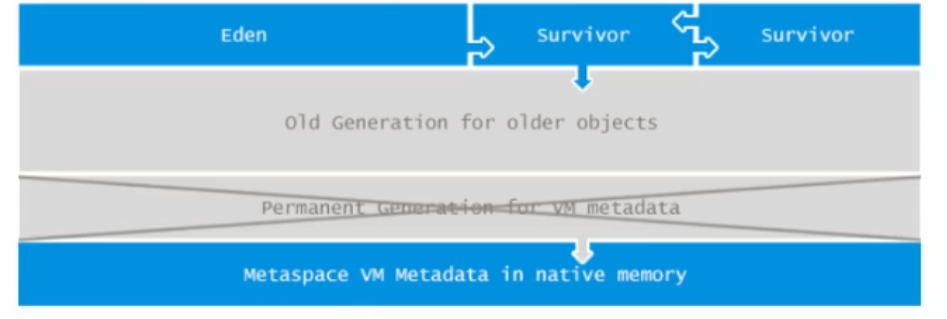 Eden
Survivor
Survivor
Old Generation for older objects
Permanent Generation for VM metadata
Metaspace VM Metadata in native memory